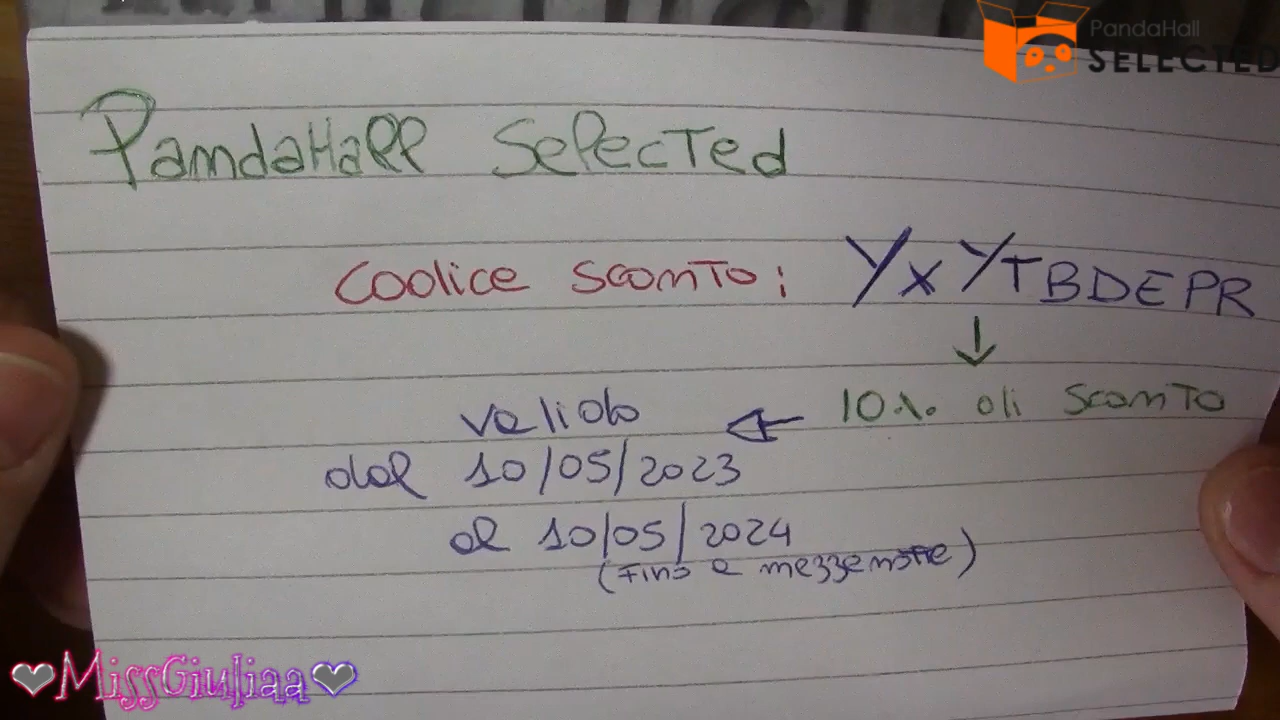 PandaHall
SELECTED
PandaHall Selected
Codice sconto: YXYTBDEPR
↓
valido ← 10% di sconto
dal 10/05/2023
al 10/05/2024
(fino a mezzanotte)
❤MissGiuliaa❤